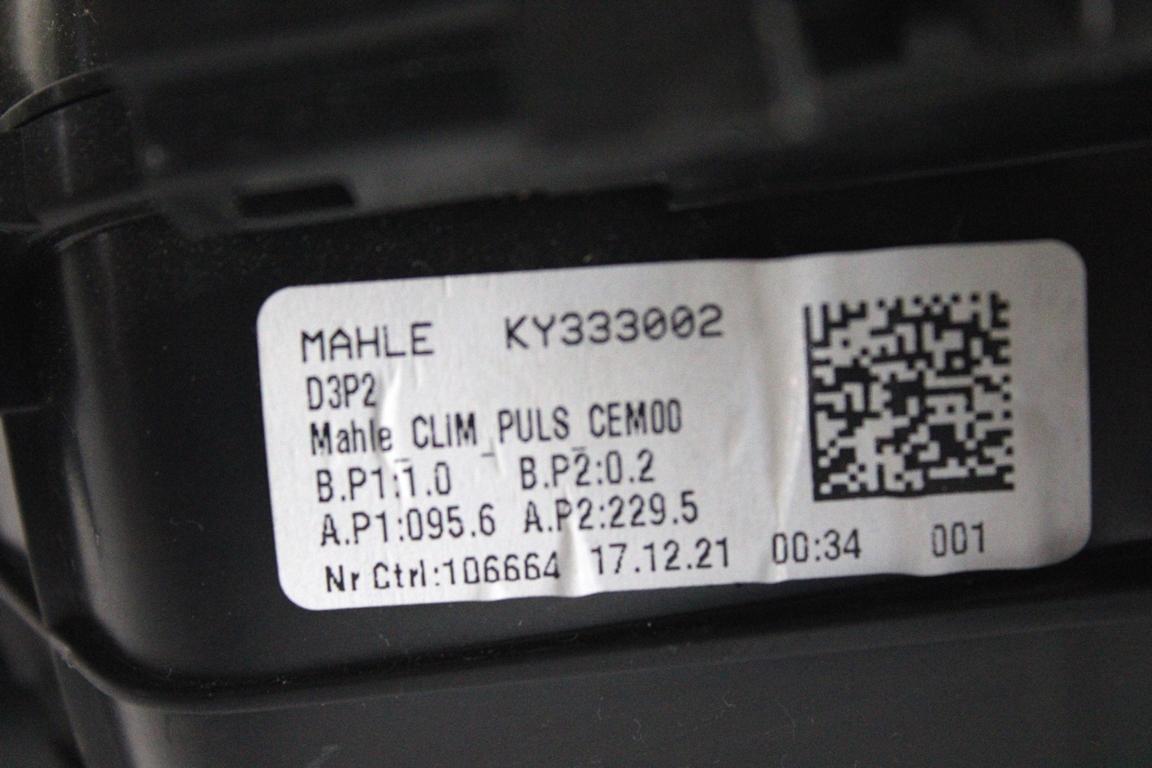 MAHLE KY333002
D3P2
Mahle_CLiM_PULS_CEM00
B.P1:1.0 B.P2:0.2
A.P1:095.6 A.P2:229.5
Nr Ctrl:106664 17.12.21 00:34 001